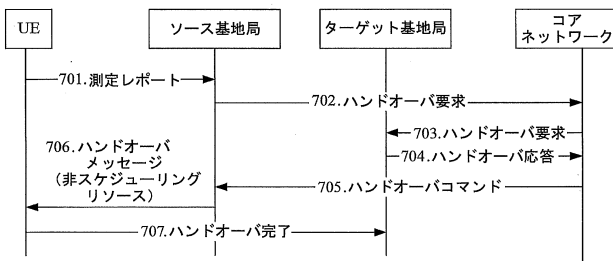 UE
ソース基地局
ターゲット基地局
コア
ネットワーク
701.測定レポート
702.ハンドオーバ要求
703.ハンドオーバ要求
704.ハンドオーバ応答
705.ハンドオーバコマンド
706.ハンドオーバ
メッセージ
（非スケジューリング
リソース）
707.ハンドオーバ完了